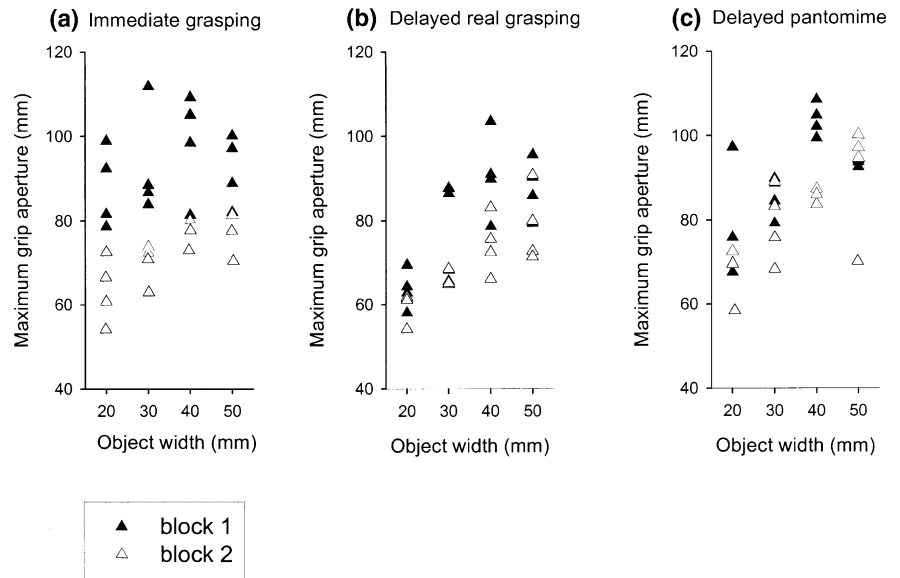 (a) Immediate grasping
(b) Delayed real grasping
(c) Delayed pantomime
Maximum grip aperture (mm)
120
100
80
60
40
20 30 40 50
Object width (mm)
Maximum grip aperture (mm)
120
100
80
60
40
20 30 40 50
Object width (mm)
Maximum grip aperture (mm)
120
100
80
60
40
20 30 40 50
Object width (mm)
block 1
block 2